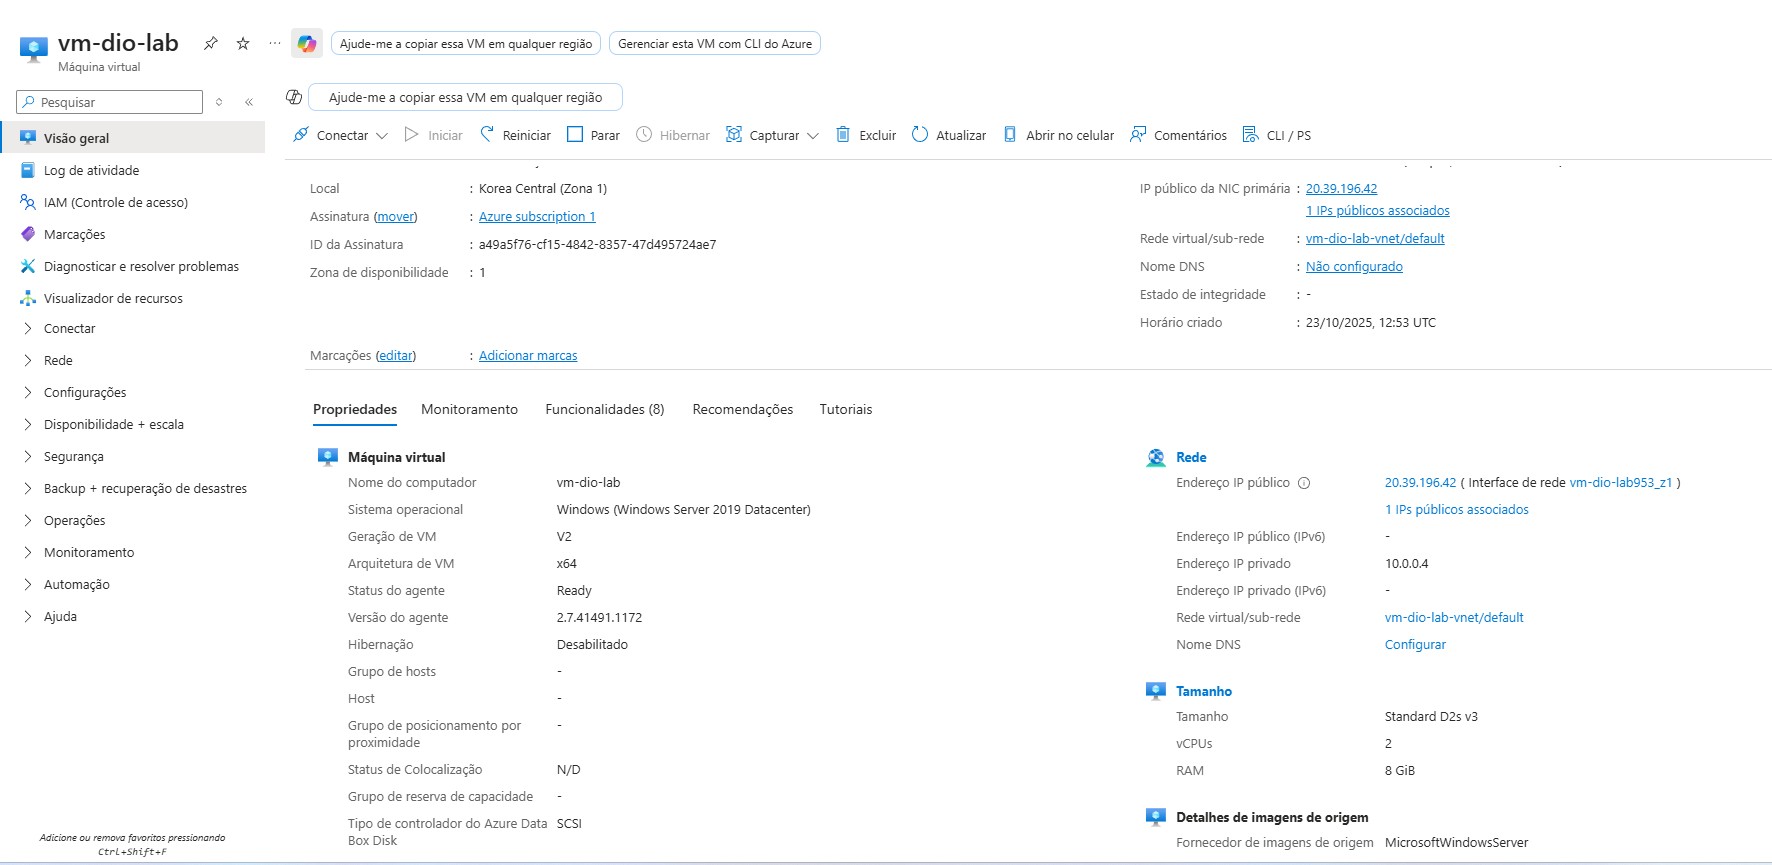 vm-dio-lab
Máquina virtual
Ajude-me a copiar essa VM em qualquer região
Gerenciar esta VM com CLI do Azure
Pesquisar
Visão geral
Log de atividade
IAM (Controle de acesso)
Marcações
Diagnosticar e resolver problemas
Visualizador de recursos
Conectar
Rede
Configurações
Disponibilidade + escala
Segurança
Backup + recuperação de desastres
Operações
Monitoramento
Automação
Ajuda
Adicione ou remova favoritos pressionando
Ctrl+Shift+F
Ajude-me a copiar essa VM em qualquer região
Conectar Iniciar Reiniciar Parar Hibernar Capturar Excluir Atualizar Abrir no celular Comentários CLI / PS
Local : Korea Central (Zona 1)
Assinatura (mover) : Azure subscription 1
ID da Assinatura : a49a5f76-cf15-4842-8357-47d495724ae7
Zona de disponibilidade : 1
IP público da NIC primária : 20.39.196.42
1 IPs públicos associados
Rede virtual/sub-rede : vm-dio-lab-vnet/default
Nome DNS : Não configurado
Estado de integridade : -
Horário criado : 23/10/2025, 12:53 UTC
Marcações (editar) : Adicionar marcas
Propriedades Monitoramento Funcionalidades (8) Recomendações Tutoriais
Máquina virtual
Nome do computador vm-dio-lab
Sistema operacional Windows (Windows Server 2019 Datacenter)
Geração de VM V2
Arquitetura de VM x64
Status do agente Ready
Versão do agente 2.7.41491.1172
Hibernação Desabilitado
Grupo de hosts -
Host -
Grupo de posicionamento por -
proximidade
Status de Colocalização N/D
Grupo de reserva de capacidade -
Tipo de controlador do Azure Data SCSI
Box Disk
Rede
Endereço IP público 20.39.196.42 ( Interface de rede vm-dio-lab953_z1 )
1 IPs públicos associados
Endereço IP público (IPv6) -
Endereço IP privado 10.0.0.4
Endereço IP privado (IPv6) -
Rede virtual/sub-rede vm-dio-lab-vnet/default
Nome DNS Configurar
Tamanho
Tamanho Standard D2s v3
vCPUs 2
RAM 8 GiB
Detalhes de imagens de origem
Fornecedor de imagens de origem MicrosoftWindowsServer